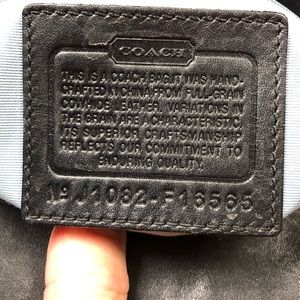 COACH
THIS IS A COACH BAG. IT WAS HAND-
CRAFTED IN CHINA FROM FULL-GRAIN
COWHIDE LEATHER. VARIATIONS IN
THE GRAIN ARE A CHARACTERISTIC
ITS SUPERIOR CRAFTSMANSHIP
REFLECTS OUR COMMITMENT TO
ENDURING QUALITY.
J1082-F16565